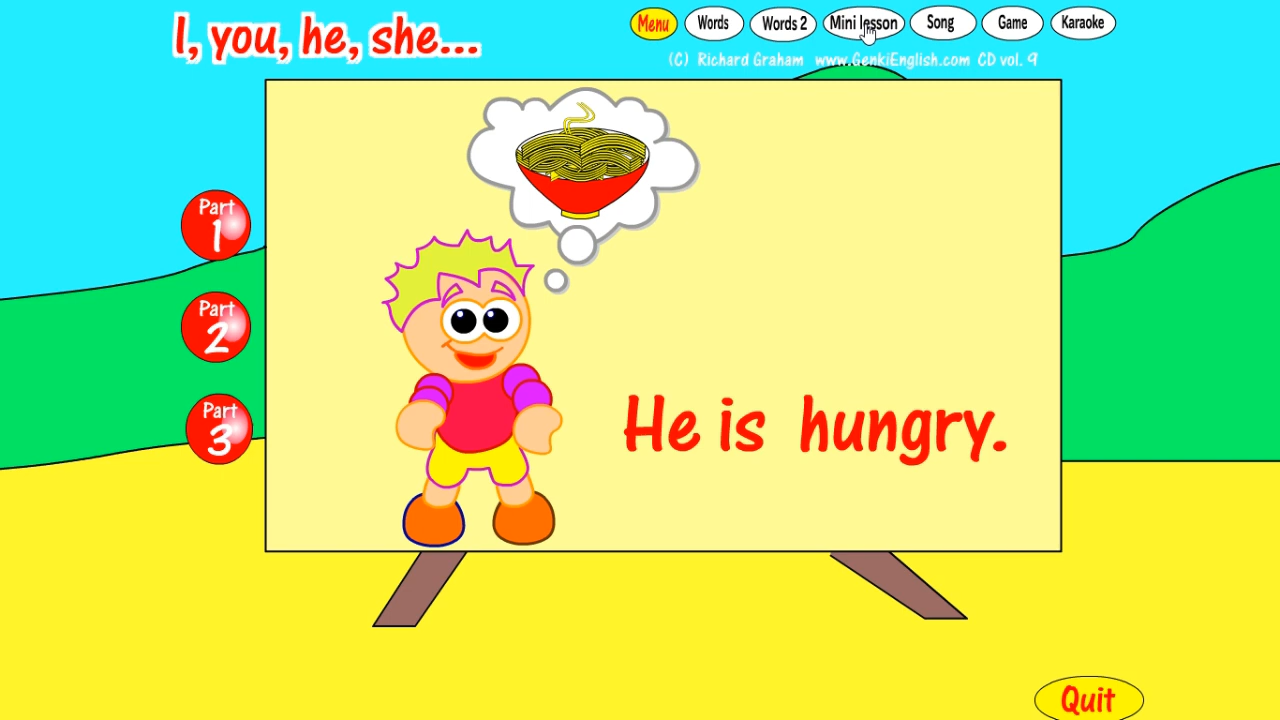 I, you, he, she...
Menu
Words
Words 2
Mini lesson
Song
Game
Karaoke
(C) Richard Graham www.GenkiEnglish.com CD vol. 9
Part
1
Part
2
Part
3
He is hungry.
Quit